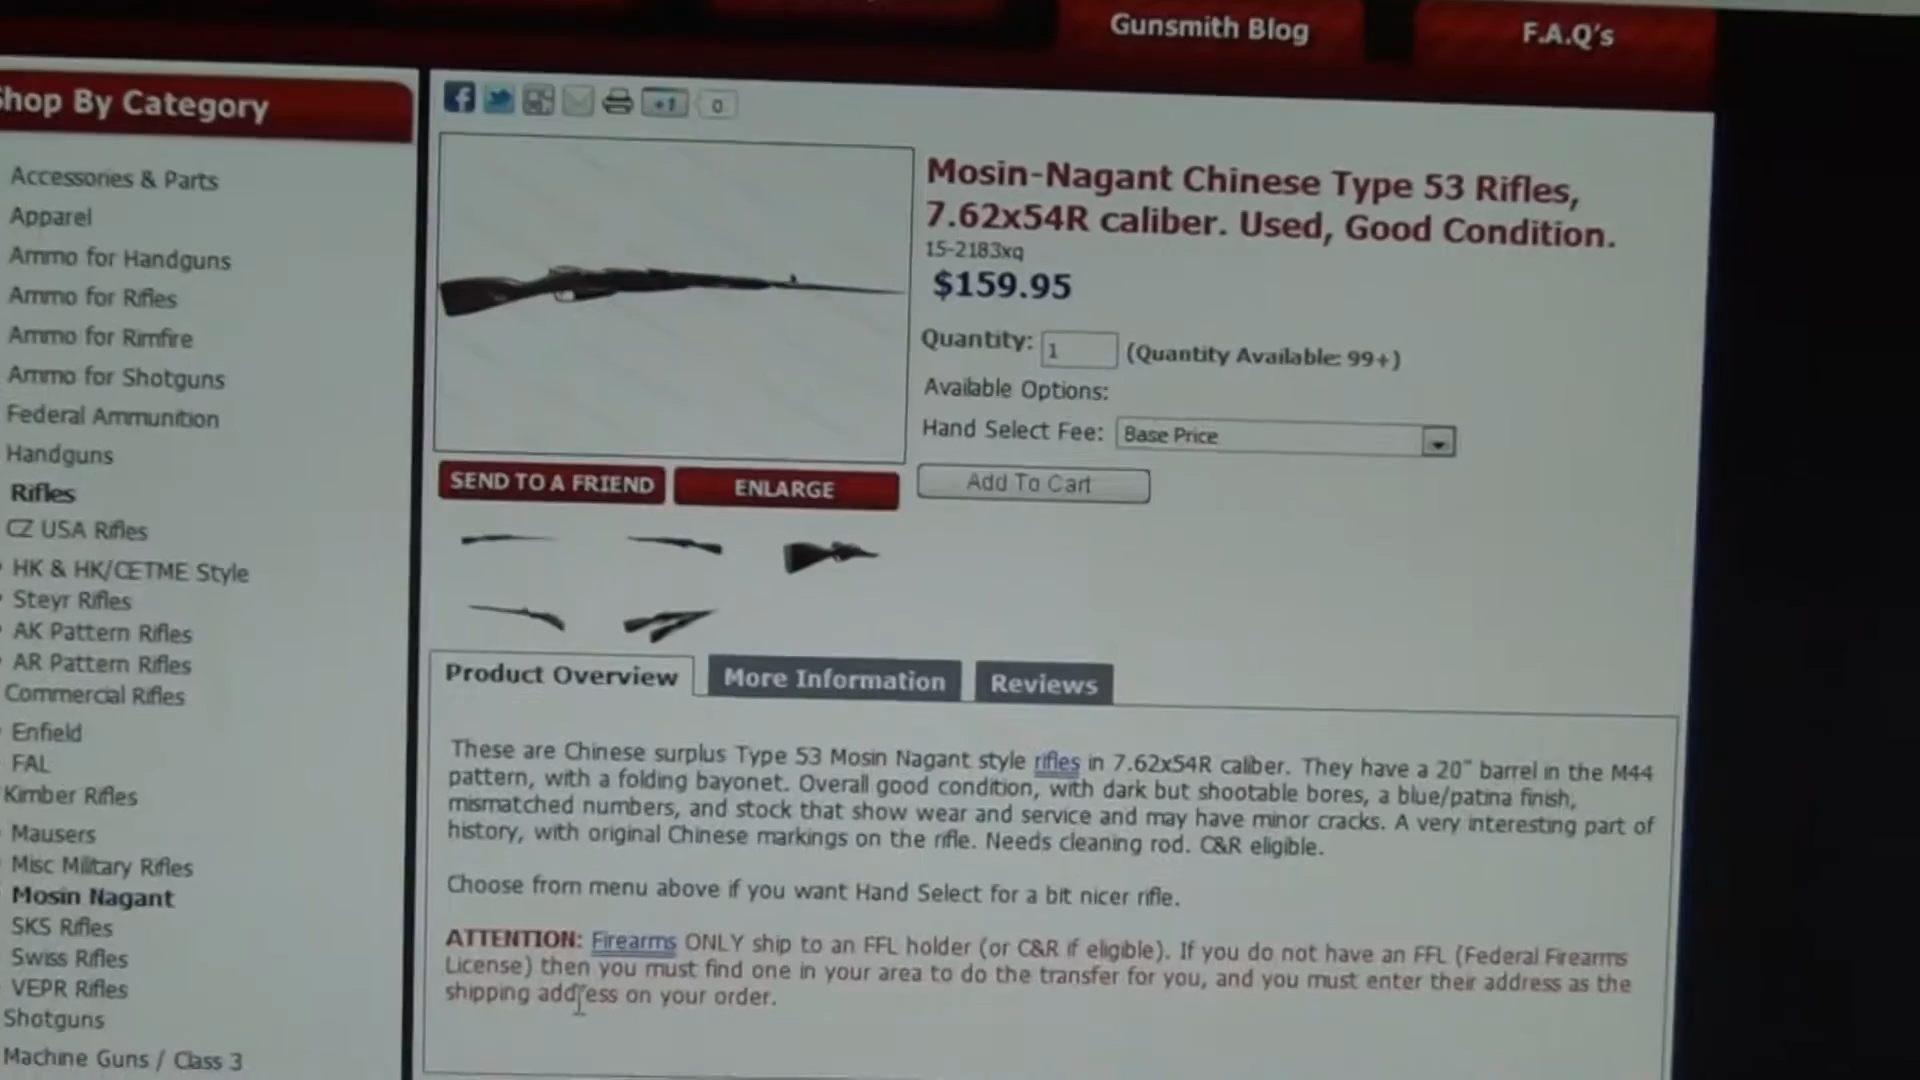 Gunsmith Blog
F.A.Q's
hop By Category
Accessories & Parts
Apparel
Ammo for Handguns
Ammo for Rifles
Ammo for Rimfire
Ammo for Shotguns
Federal Ammunition
Handguns
Rifles
CZ USA Rifles
HK & HK/CETME Style
Steyr Rifles
AK Pattern Rifles
AR Pattern Rifles
Commercial Rifles
Enfield
FAL
Kimber Rifles
Mausers
Misc Military Rifles
Mosin Nagant
SKS Rifles
Swiss Rifles
VEPR Rifles
Shotguns
Machine Guns / Class 3
+1
0
Mosin-Nagant Chinese Type 53 Rifles,
7.62x54R caliber. Used, Good Condition.
15-2183xq
$159.95
Quantity: 1 (Quantity Available: 99+)
Available Options:
Hand Select Fee: Base Price
Add To Cart
SEND TO A FRIEND
ENLARGE
Product Overview
More Information
Reviews
These are Chinese surplus Type 53 Mosin Nagant style rifles in 7.62x54R caliber. They have a 20" barrel in the M44
pattern, with a folding bayonet. Overall good condition, with dark but shootable bores, a blue/patina finish,
mismatched numbers, and stock that show wear and service and may have minor cracks. A very interesting part of
history, with original Chinese markings on the rifle. Needs cleaning rod. C&R eligible.
Choose from menu above if you want Hand Select for a bit nicer rifle.
ATTENTION: Firearms ONLY ship to an FFL holder (or C&R if eligible). If you do not have an FFL (Federal Firearms
License) then you must find one in your area to do the transfer for you, and you must enter their address as the
shipping address on your order.